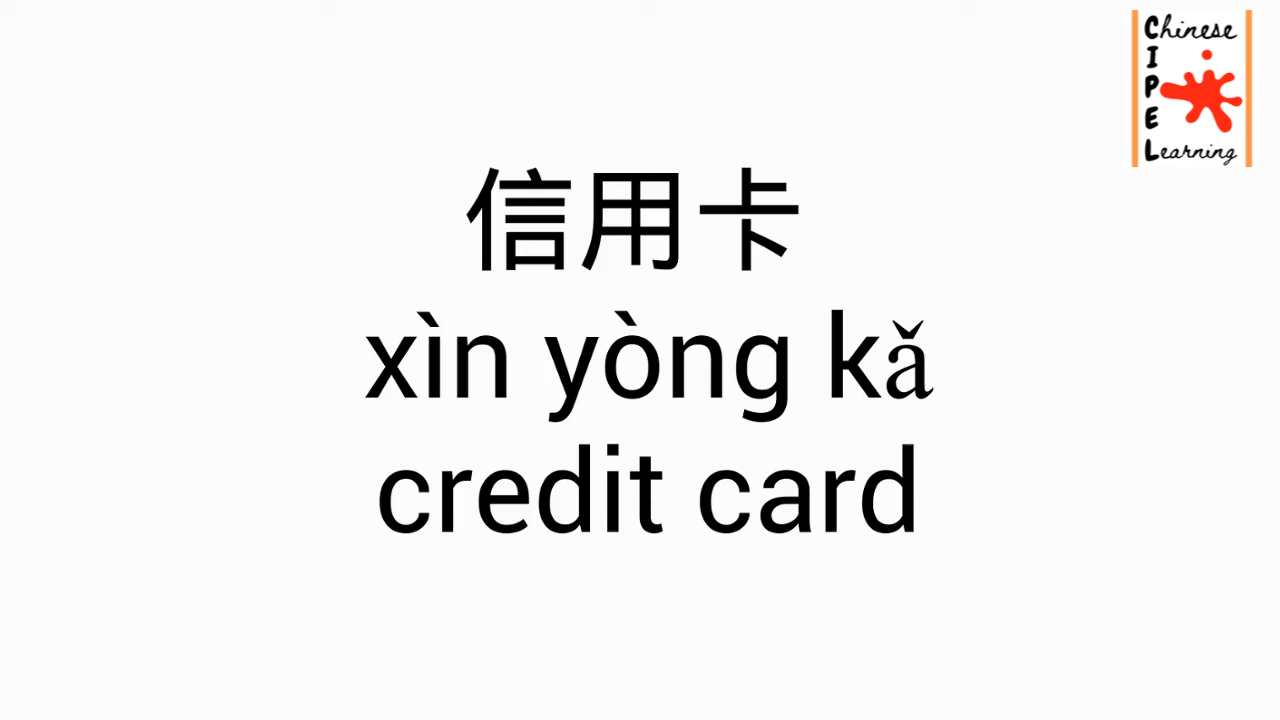 Chinese
I
P
E
Learning
信用卡
xìn yòng kǎ
credit card